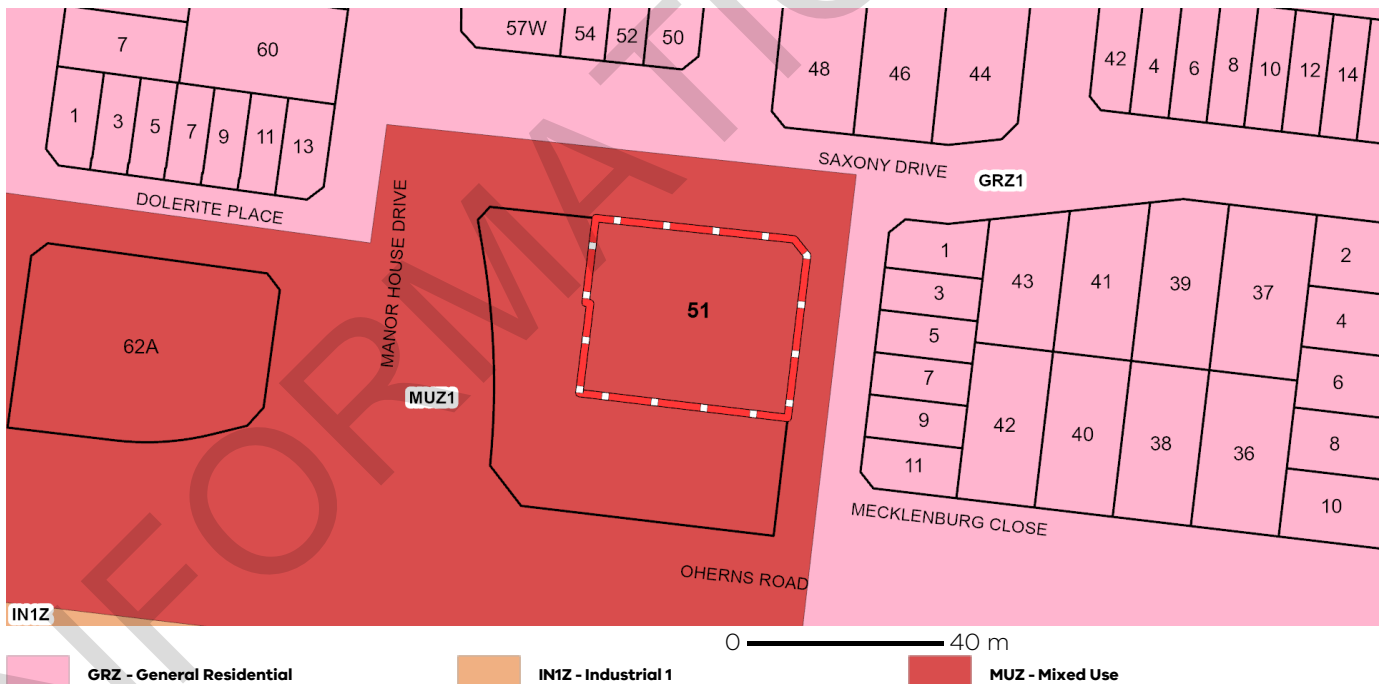 57W 54 52 50
7 60
48 46 44
42 4 6 8 10 12 14
1 3 5 7 9 11 13
SAXONY DRIVE
GRZ1
DOLERITE PLACE
MANOR HOUSE DRIVE
1
43 41 39 37
2
3
51
4
5
62A
7
6
MUZ1
9
42 40 38 36
8
11
10
MECKLENBURG CLOSE
OHERNS ROAD
IN1Z
0 40 m
GRZ - General Residential
IN1Z - Industrial 1
MUZ - Mixed Use